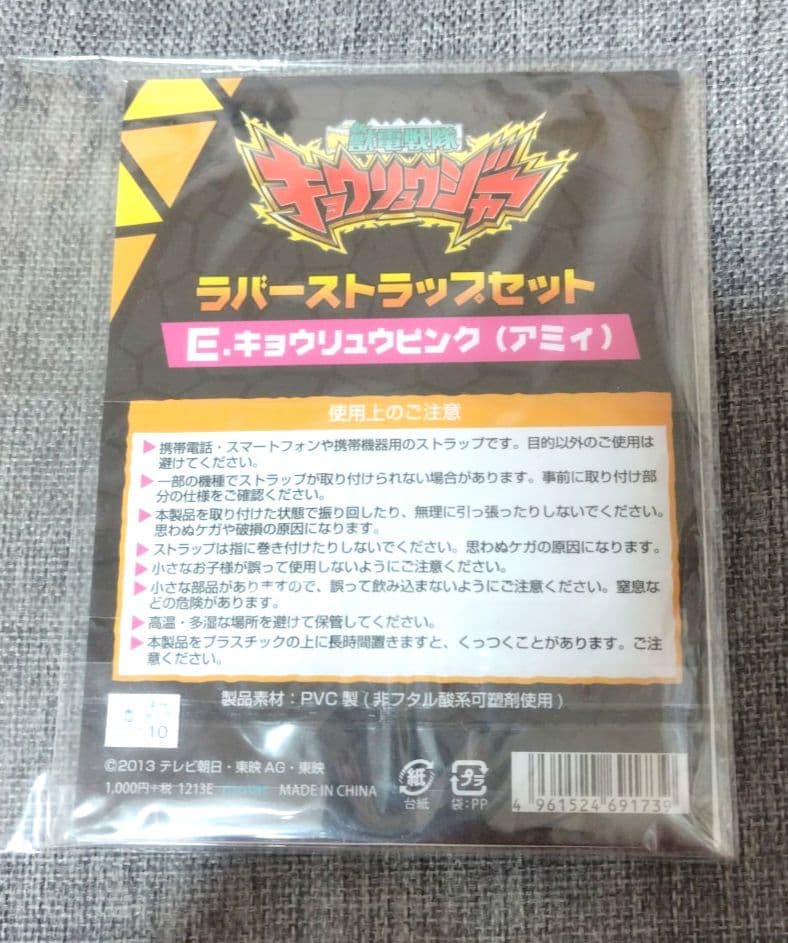 獣電戦隊
キョウリュウジャー
ラバーストラップセット
E.キョウリュウピンク（アミィ）
使用上のご注意
▶携帯電話・スマートフォンや携帯機器用のストラップです。目的以外のご使用は
避けてください。
▶一部の機種でストラップが取り付けられない場合があります。事前に取り付け部
分の仕様をご確認ください。
▶本製品を取り付けた状態で振り回したり、無理に引っ張ったりしないでください。
思わぬケガや破損の原因になります。
▶ストラップは指に巻き付けたりしないでください。思わぬケガの原因になります。
▶小さなお子様が誤って使用しないようにご注意ください。
▶小さな部品がありますので、誤って飲み込まないようにご注意ください。窒息な
どの危険があります。
▶高温・多湿な場所を避けて保管してください。
▶本製品をプラスチックの上に長時間置きますと、くっつくことがあります。ご注
意ください。
製品素材：PVC 製（非フタル酸系可塑剤使用）
10
©2013 テレビ朝日・東映 AG・東映
1,000円+税 1213E MADE IN CHINA
紙
台紙
プラ
袋：PP
4 961524 691739